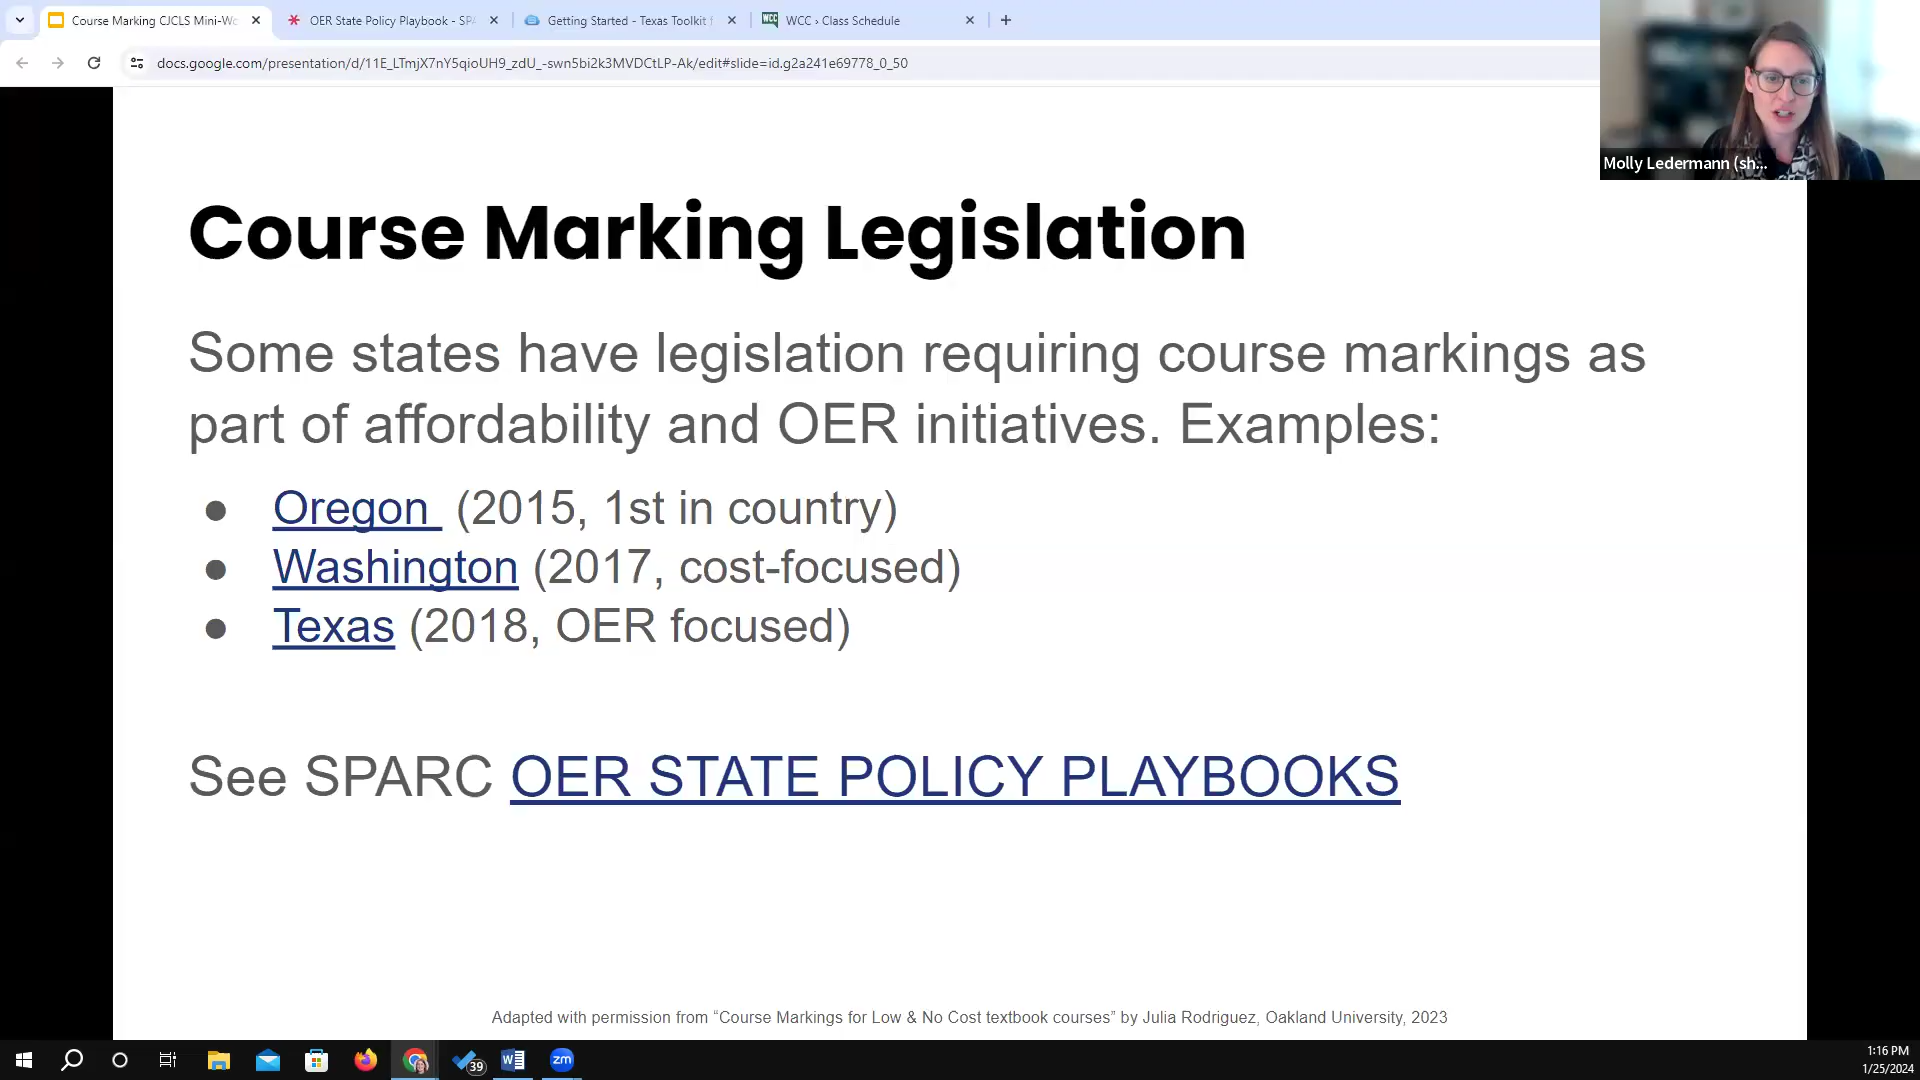 Course Marking CJCLS Mini-Wo
OER State Policy Playbook - SPA
Getting Started - Texas Toolkit f
WCC › Class Schedule
docs.google.com/presentation/d/11E_LTmjX7nY5qioUH9_zdU_-swn5bi2k3MVDCtLP-Ak/edit#slide=id.g2a241e69778_0_50
Molly Ledermann (sh...
Course Marking Legislation
Some states have legislation requiring course markings as
part of affordability and OER initiatives. Examples:
● Oregon (2015, 1st in country)
● Washington (2017, cost-focused)
● Texas (2018, OER focused)
See SPARC OER STATE POLICY PLAYBOOKS
Adapted with permission from “Course Markings for Low & No Cost textbook courses” by Julia Rodriguez, Oakland University, 2023
39
zm
1:16 PM
1/25/2024